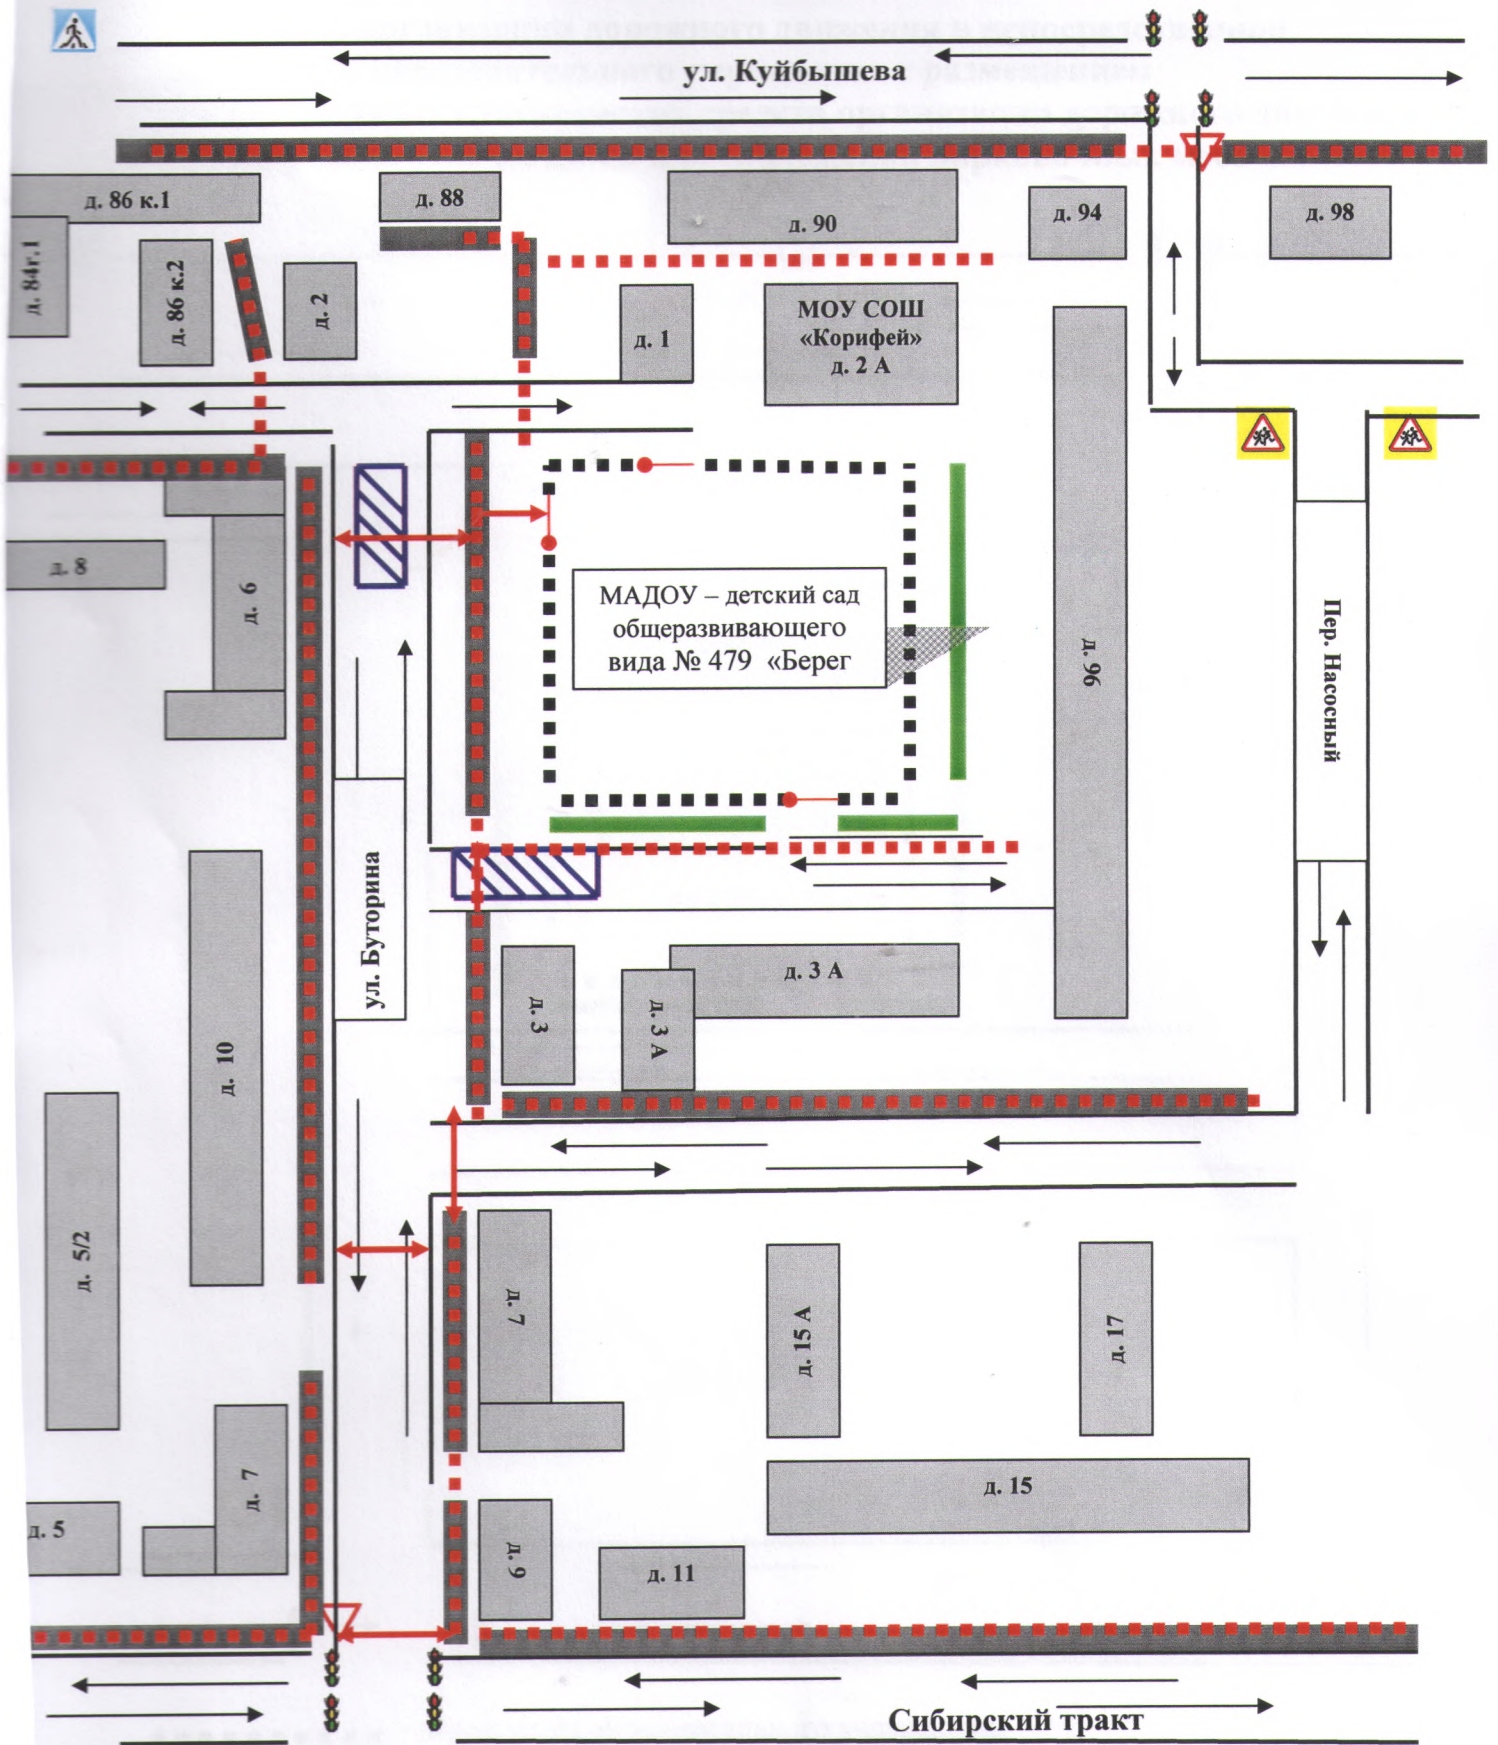 ул. Куйбышева
д. 86 к.1
д. 88
д. 90
д. 94
д. 98
д. 84г.1
д. 86 к.2
д. 2
д. 1
МОУ СОШ
«Корифей»
д. 2 А
д. 8
д. 6
МАДОУ – детский сад
общеразвивающего
вида № 479 «Берег
д. 96
Пер. Насосный
ул. Буторина
д. 10
д. 3
д. 3 А
д. 3 А
д. 5/2
д. 7
д. 15 А
д. 17
д. 7
д. 5
д. 15
д. 9
д. 11
Сибирский тракт